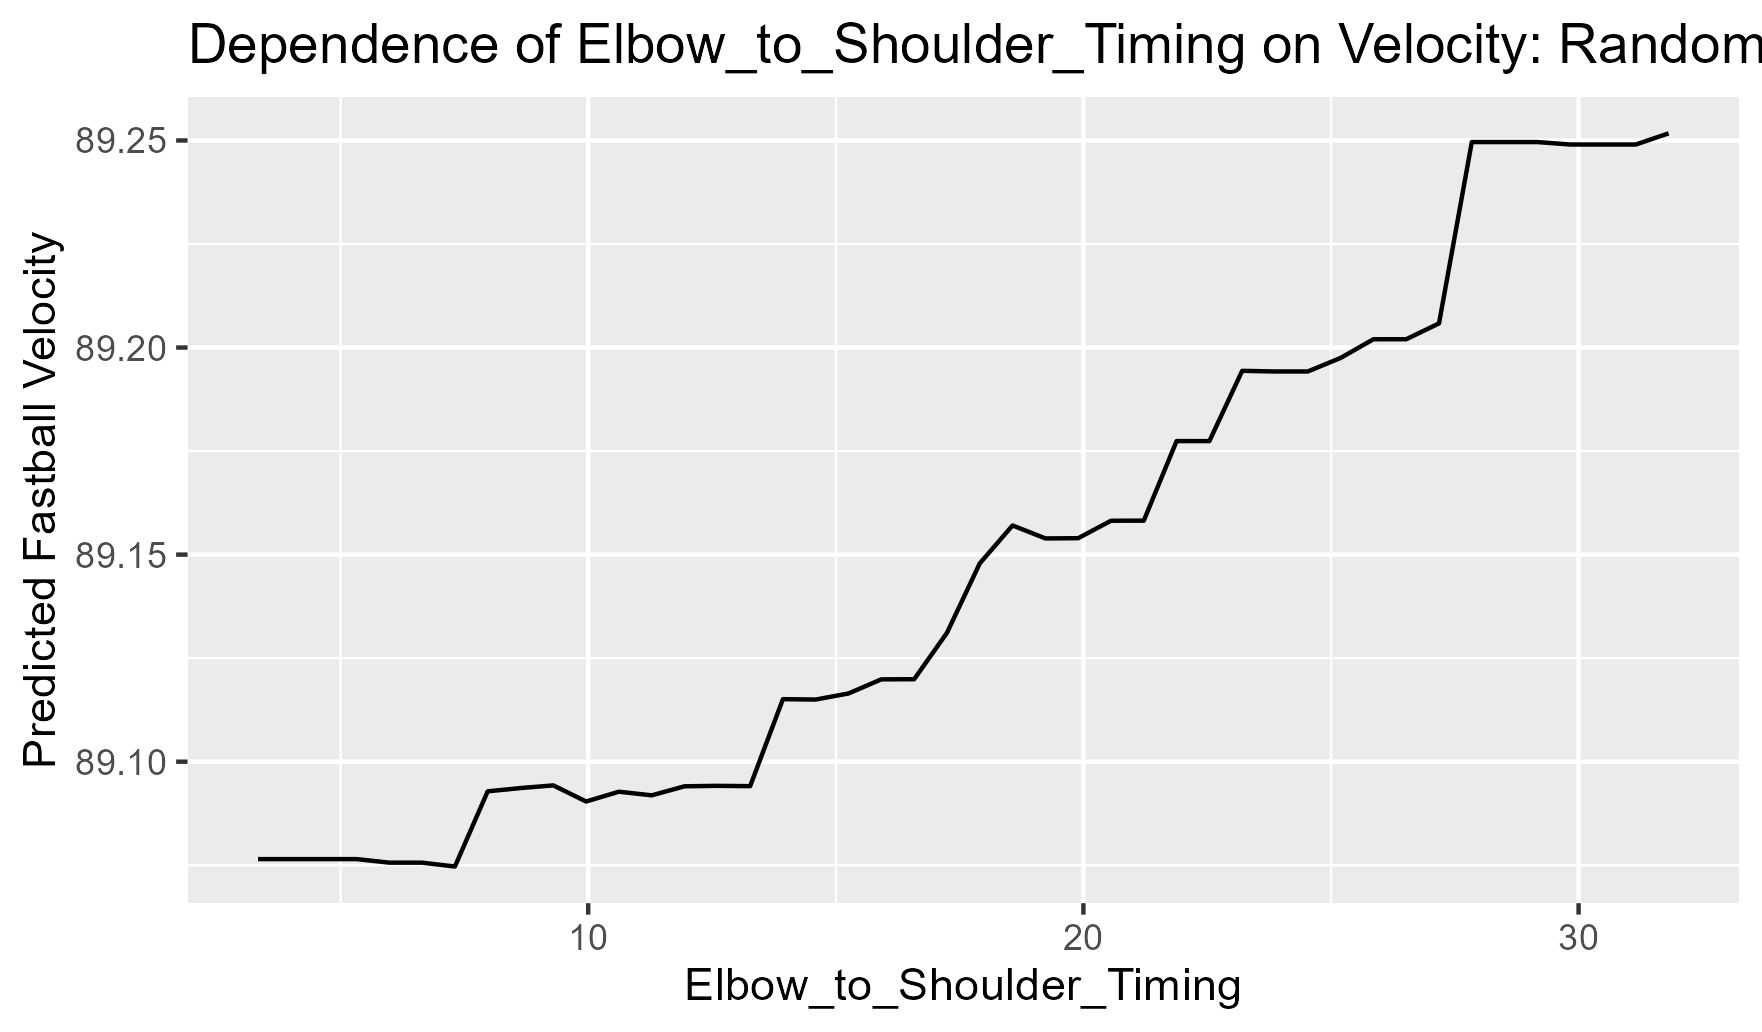 Dependence of Elbow_to_Shoulder_Timing on Velocity: Random
89.25
89.20
89.15
89.10
Predicted Fastball Velocity
10 20 30
Elbow_to_Shoulder_Timing